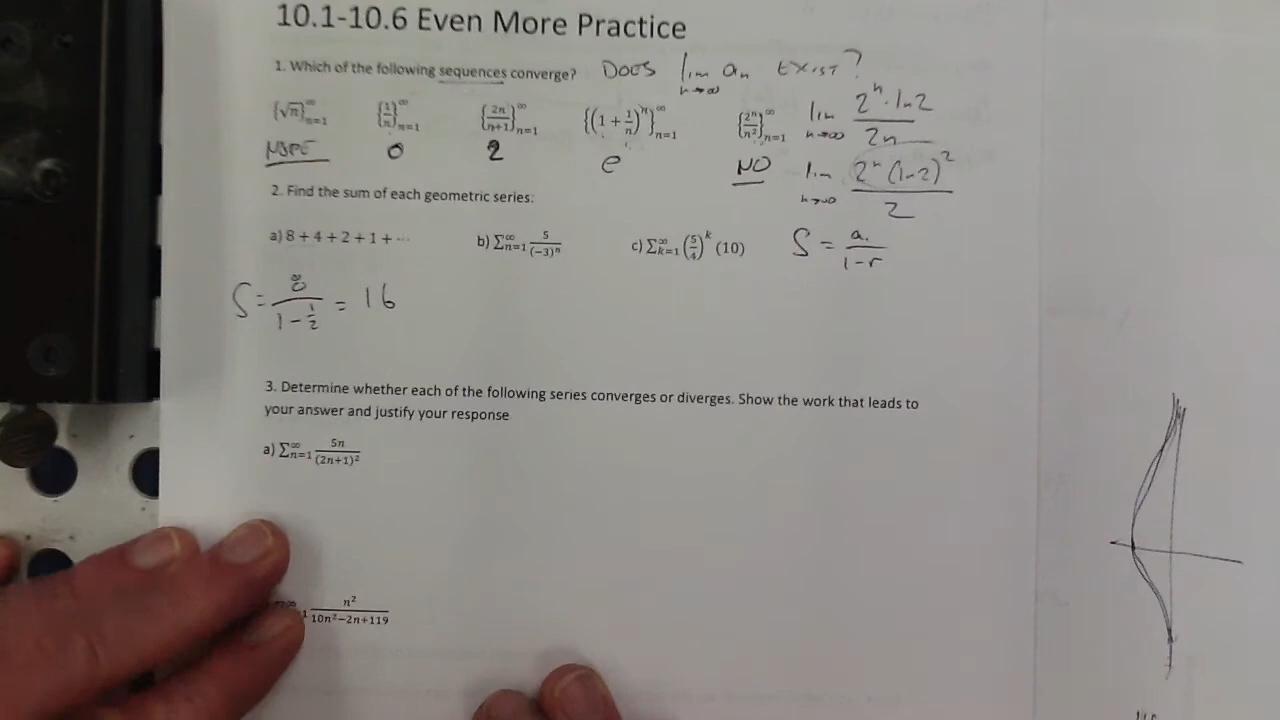 10.1-10.6 Even More Practice
1. Which of the following sequences converge? DOES lim n→∞ an EXIST?
{√n}∞n=1 {1/n}∞n=1 {2n/(n+1)}∞n=1 {(1 + 1/n)^n}∞n=1 {2^n/n^2}∞n=1 lim n→∞ 2^n · ln2 / 2n
0 2 e NO lim n→∞ 2^n (ln2)^2 / 2
2. Find the sum of each geometric series:
a) 8 + 4 + 2 + 1 + ⋯ b) ∑∞n=1 5/(−3)^n c) ∑∞k=1 (5/4)^k (10) S = a/(1-r)
S = 8/(1-1/2) = 16
3. Determine whether each of the following series converges or diverges. Show the work that leads to
your answer and justify your response
a) ∑∞n=1 5n/(2n+1)^2
n^2/(10n^2−2n+119)